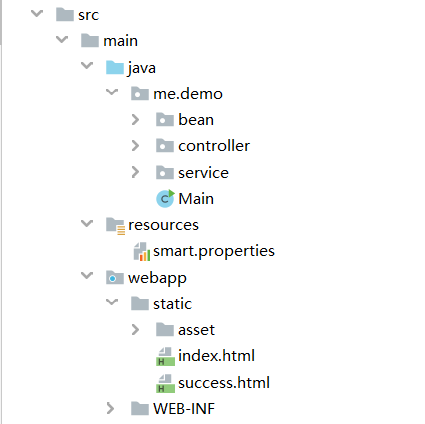 src
main
java
me.demo
bean
controller
service
Main
resources
smart.properties
webapp
static
asset
index.html
success.html
WEB-INF